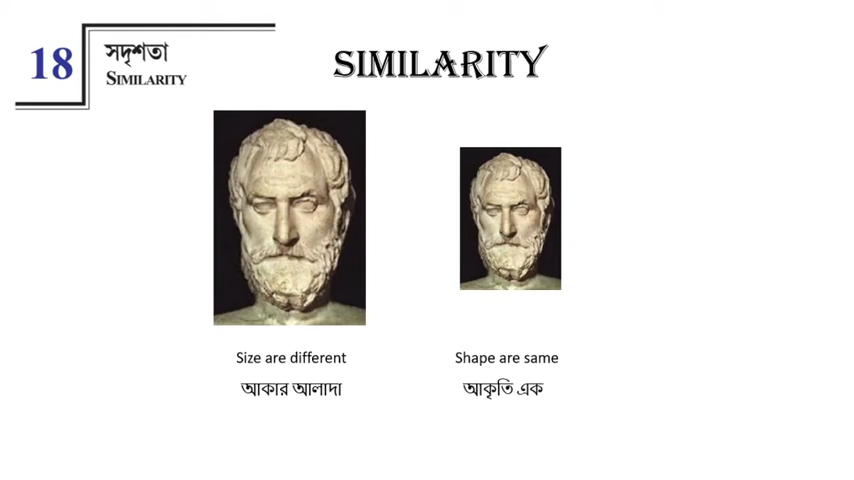 18
সদৃশতা
SIMILARITY
SIMILARITY
Size are different
আকার আলাদা
Shape are same
আকৃতি এক